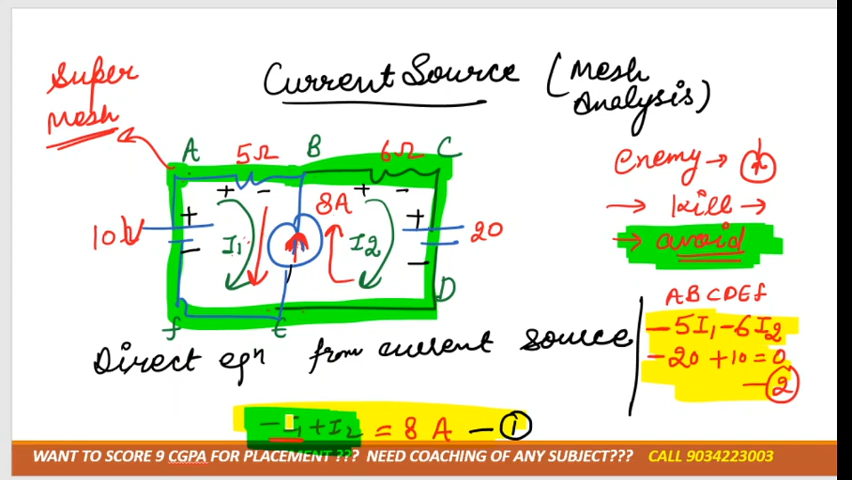 Super
Mesh
Current Source (Mesh
Analysis)
Enemy →
→ kill →
→ avoid
A 5Ω B 6Ω C
+ - 8A + -
+ +
10V I1 I2 20
- -
D
f E
ABCDEf
-5I1-6I2
-20 +10=0
-②
Direct eqn from current source
-I1+I2 = 8 A - ①
WANT TO SCORE 9 CGPA FOR PLACEMENT ??? NEED COACHING OF ANY SUBJECT??? CALL 9034223003